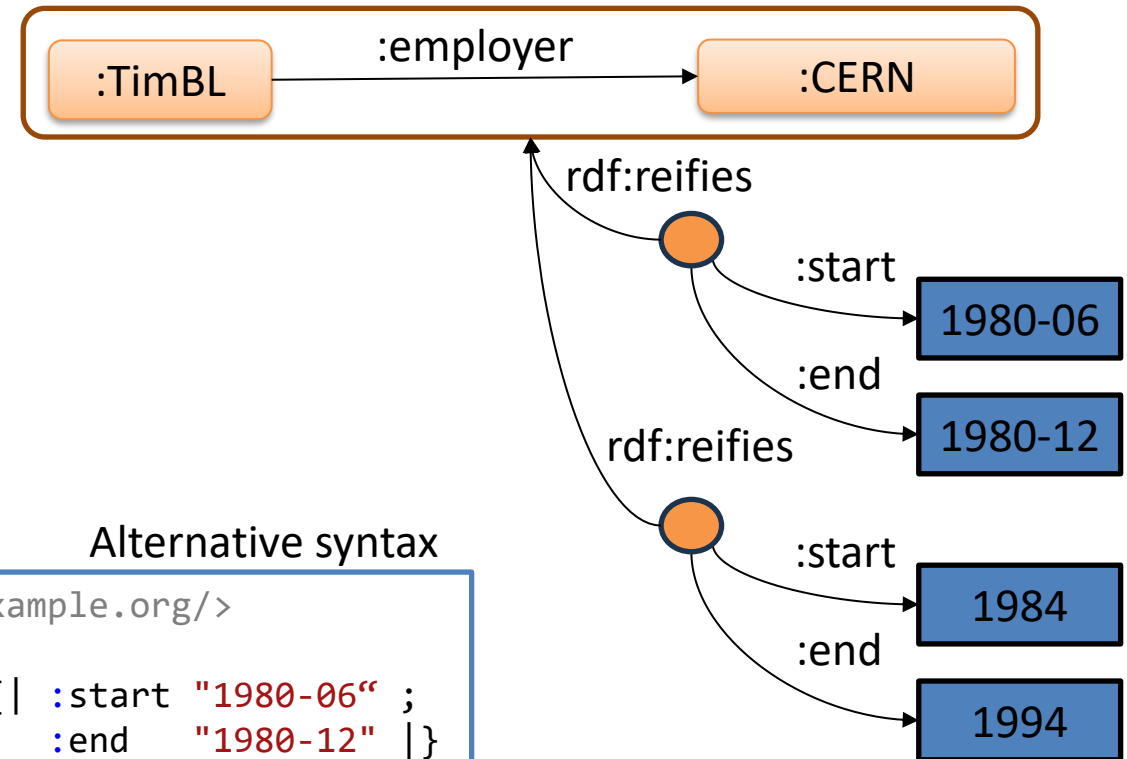 :employer
:TimBL
:CERN
rdf:reifies
:start
1980-06
:end
1980-12
rdf:reifies
Alternative syntax
:start
1984
:end
1994
xample.org/>
{| :start "1980-06“ ;
:end "1980-12" |}